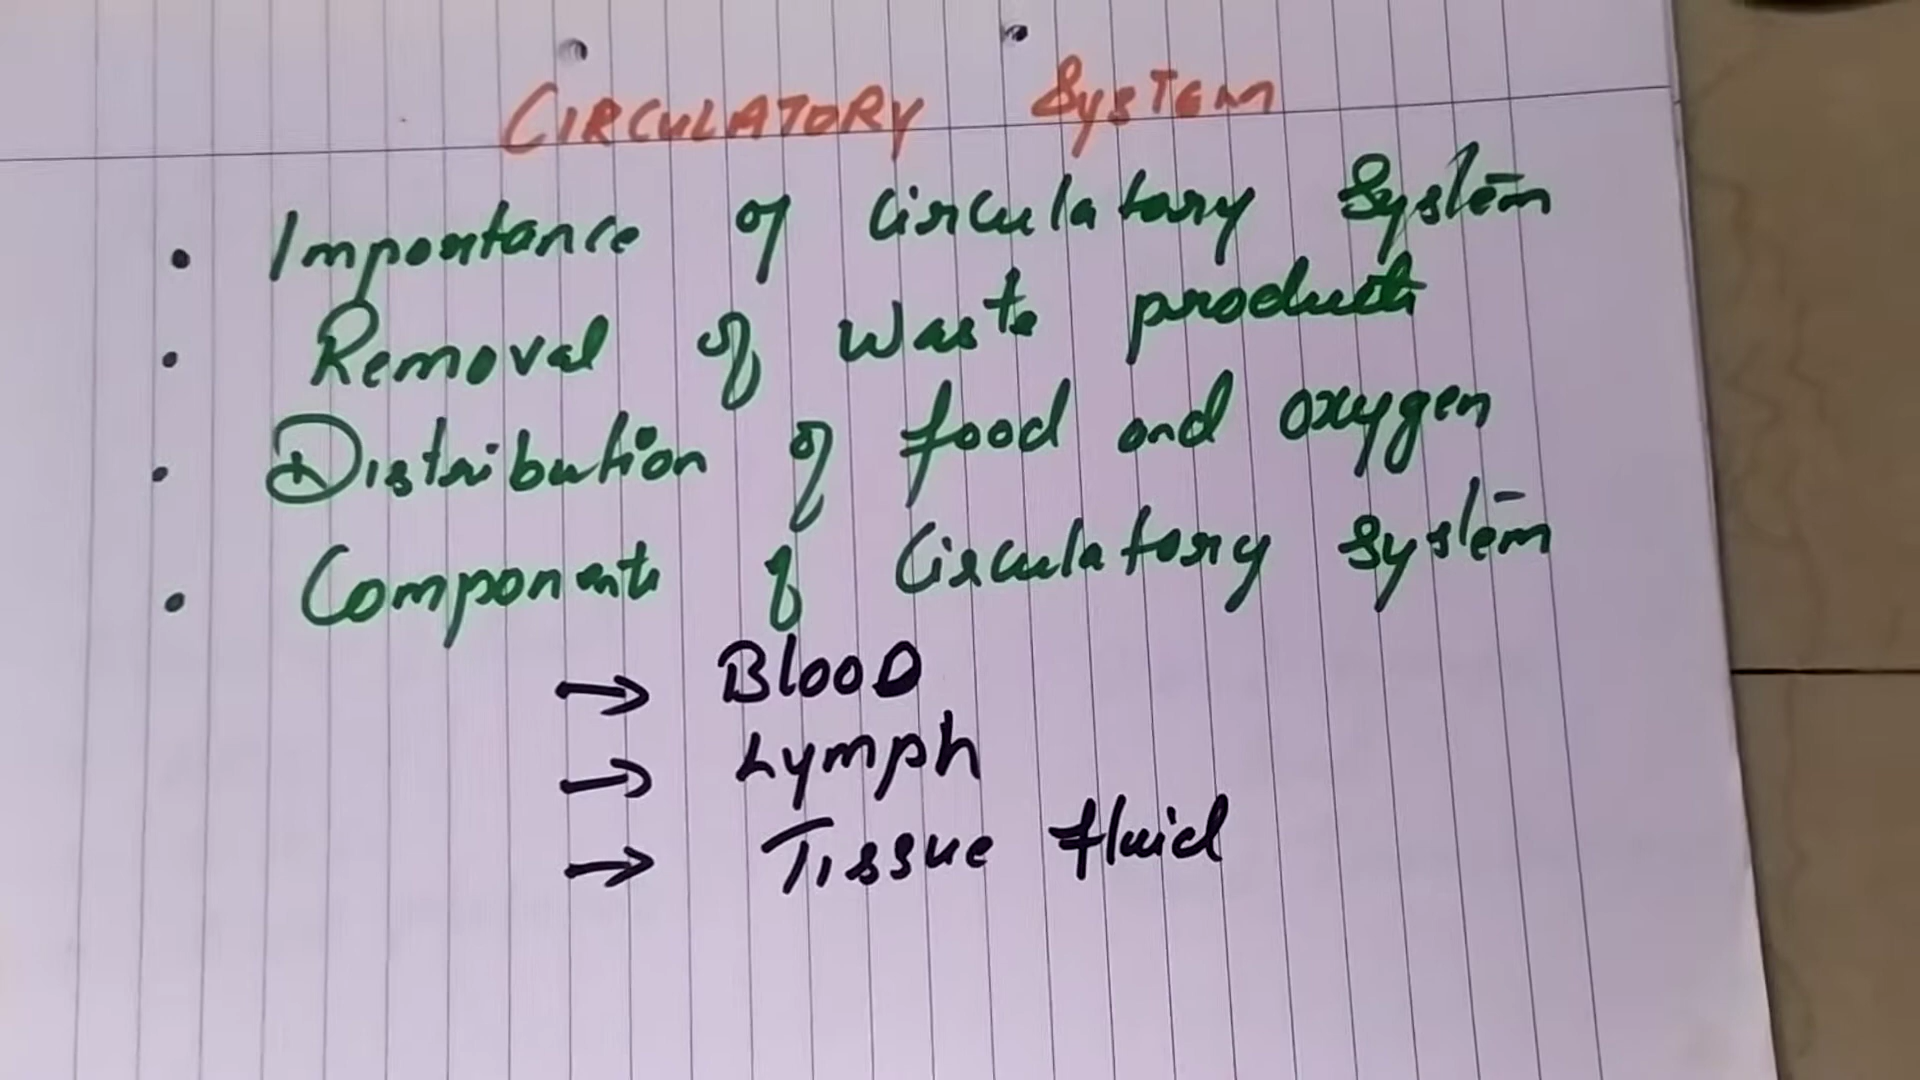 CIRCULATORY SYSTEM
• Importance of circulatory system
• Removal of waste products
• Distribution of food and oxygen
• Components of Circulatory system
→ BlooD
→ Lymph
→ Tissue fluid